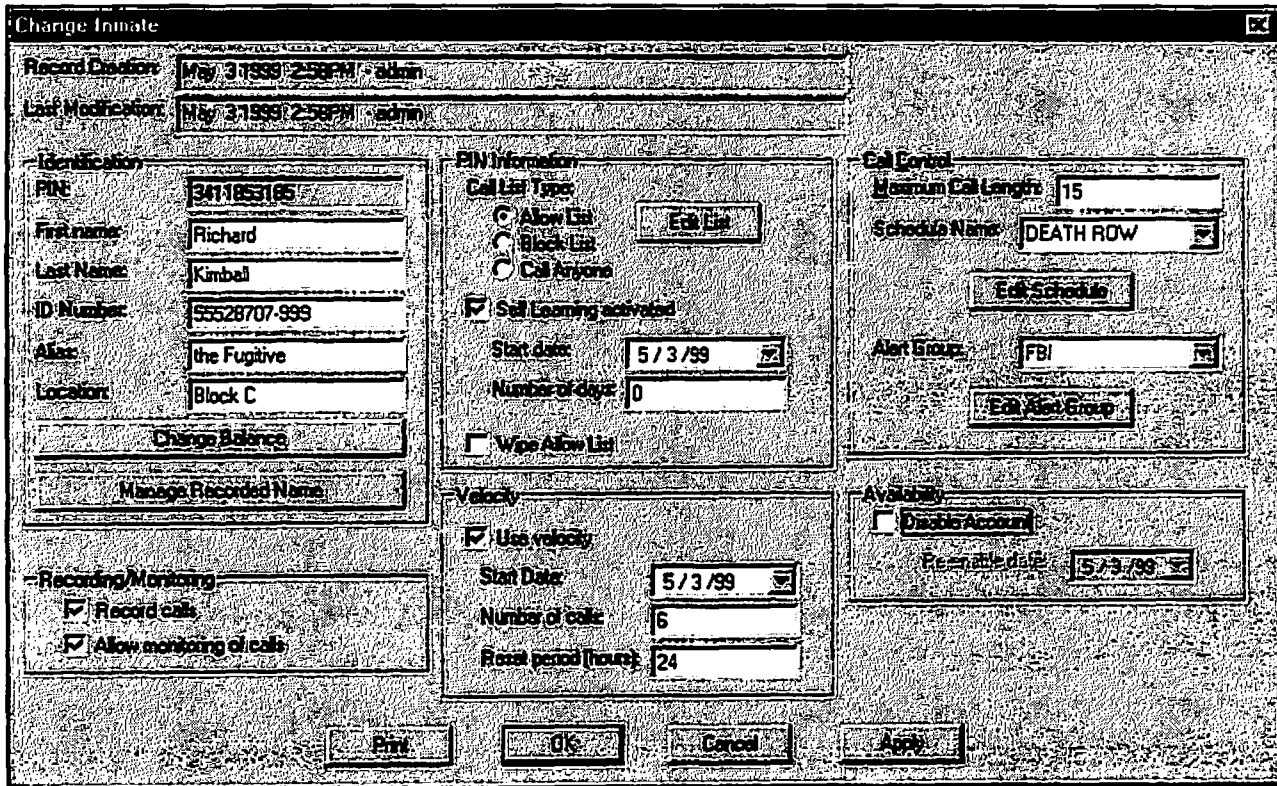 Change Inmate
Record Creation: May 3 1999 2:58PM - admin
Last Modification: May 3 1999 2:58PM - admin
Identification
PIN: 3411853185
First name: Richard
Last Name: Kimball
ID Number: 55528707-999
Alias: the Fugitive
Location: Block C
Change Balance
Manage Recorded Name
Recording/Monitoring
Record calls
Allow monitoring of calls
PIN Information
Call List Type:
Allow List
Block List
Call Anyone
Edit List
Self Learning activated
Start date: 5 / 3 /99
Number of days: 0
Wipe Allow List
Velocity
Use velocity
Start Date: 5 / 3 /99
Number of calls: 6
Reset period (hours): 24
Call Control
Maximum Call Length: 15
Schedule Name: DEATH ROW
Edit Schedule
Alert Group: FBI
Edit Alert Group
Availability
Disable Account
Re-enable date: 5 / 3 /99
Print
OK
Cancel
Apply